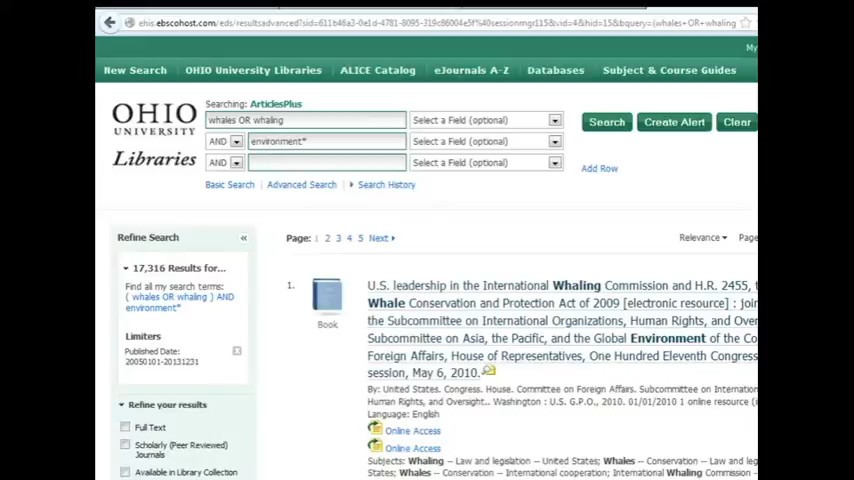 ehis.ebscohost.com/eds/resultsadvanced?sid=611b46a3-0e1d-4781-8095-319c86004e5f%40sessionmgr115&vid=4&hid=15&bquery=(whales+OR+whaling
My
New Search OHIO University Libraries ALICE Catalog eJournals A-Z Databases Subject & Course Guides
OHIO
UNIVERSITY
Libraries
Searching: ArticlesPlus
whales OR whaling Select a Field (optional) Search Create Alert Clear
AND environment* Select a Field (optional)
AND Select a Field (optional) Add Row
Basic Search Advanced Search Search History
Refine Search «
Page: 1 2 3 4 5 Next Relevance Page
17,316 Results for...
Find all my search terms:
( whales OR whaling ) AND
environment*
Limiters
Published Date:
20050101-20131231
Refine your results
Full Text
Scholarly (Peer Reviewed)
Journals
Available in Library Collection
1.
Book
U.S. leadership in the International Whaling Commission and H.R. 2455, t
Whale Conservation and Protection Act of 2009 [electronic resource] : join
the Subcommittee on International Organizations, Human Rights, and Over
Subcommittee on Asia, the Pacific, and the Global Environment of the Co
Foreign Affairs, House of Representatives, One Hundred Eleventh Congress
session, May 6, 2010.
By: United States. Congress. House. Committee on Foreign Affairs. Subcommittee on Internation
Human Rights, and Oversight.. Washington : U.S. G.P.O., 2010. 01/01/2010 1 online resource (i
Language: English
Online Access
Online Access
Subjects: Whaling -- Law and legislation -- United States; Whales -- Conservation -- Law and leg
States; Whales -- Conservation -- International cooperation; International Whaling Commission --